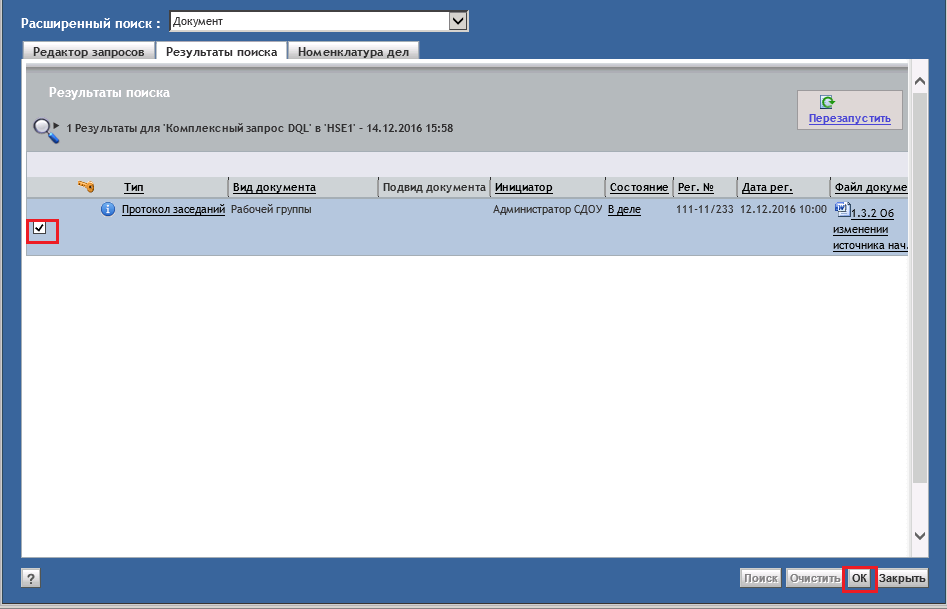 Расширенный поиск : Документ
Редактор запросов Результаты поиска Номенклатура дел
Результаты поиска
Перезапустить
1 Результаты для 'Комплексный запрос DQL' в 'HSE1' - 14.12.2016 15:58
Тип Вид документа Подвид документа Инициатор Состояние Рег. № Дата рег. Файл докуме
Протокол заседаний Рабочей группы Администратор СДОУ В деле 111-11/233 12.12.2016 10:00 1.3.2 Об
изменении
источника нач.
? Поиск Очистить ОК Закрыть